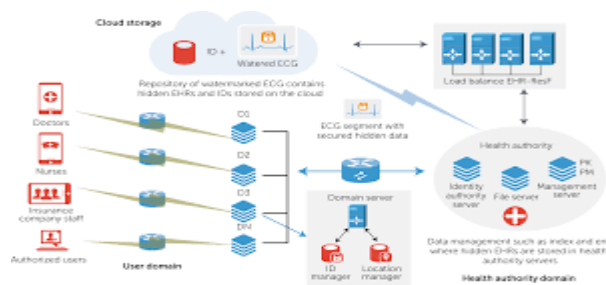 Cloud storage
ID +
Watered ECG
Repository of watermarked ECG contains
hidden EHRs and IDs stored on the cloud
Load balance EHR-ResF
Doctors
Nurses
Insurance
company staff
Authorized users
D1
D2
D3
DN
User domain
ECG segment with
secured hidden data
Domain server
ID
manager
Location
manager
Health authority
Identity
authority
server
File server
Management
server
PK
PM
Data management such as index and en
where hidden EHRs are stored in health
authority servers.
Health authority domain